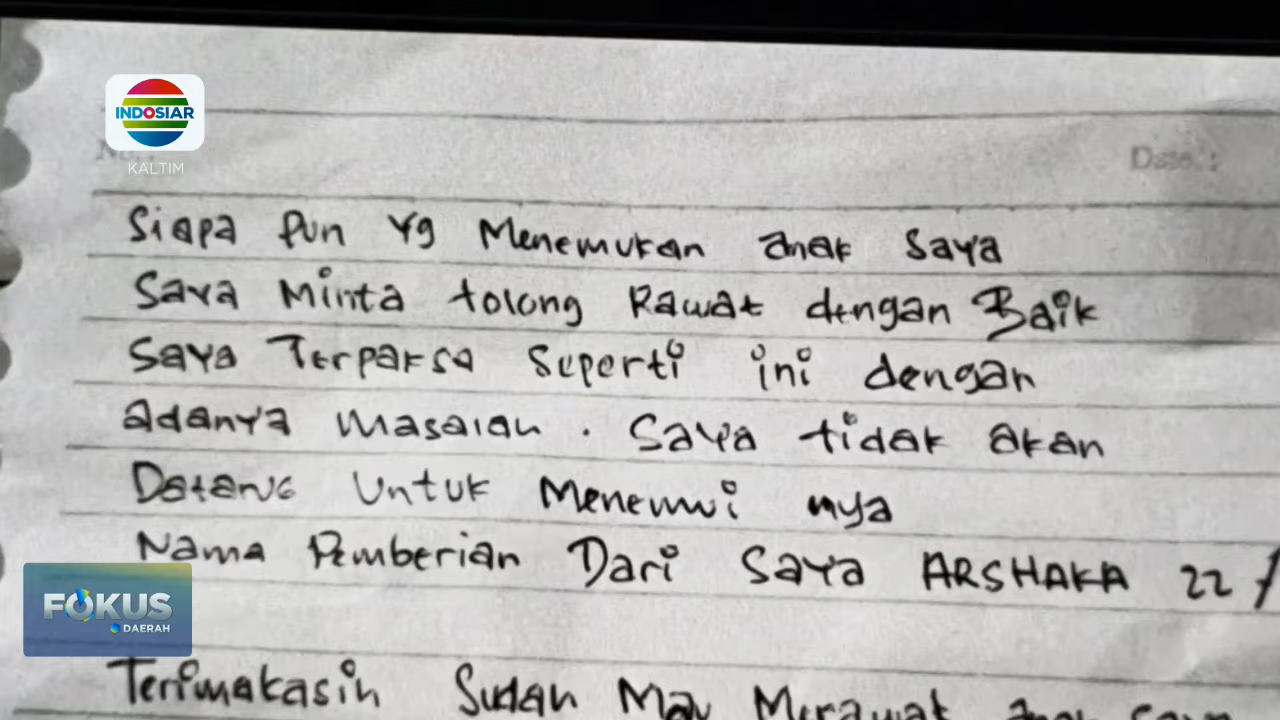 INDOSIAR
KALTIM
Date :
Siapa Pun Yg Menemukan anak Saya
Saya Minta tolong Rawat dengan Baik
Saya Terpaksa Seperti ini dengan
adanya Masalah . Saya tidak akan
Datang Untuk Menemui nya
Nama Pemberian Dari Saya ARSHAKA 22 /
FOKUS
DAERAH
Terimakasih Sudah Mau Merawat anak saya